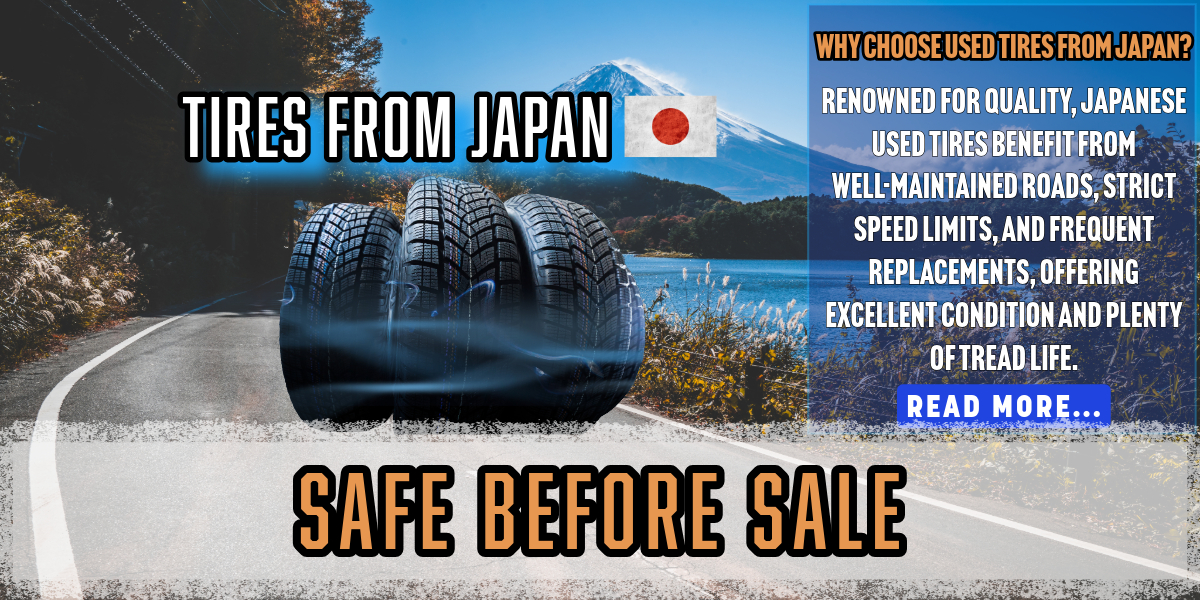 TIRES FROM JAPAN
WHY CHOOSE USED TIRES FROM JAPAN?
RENOWNED FOR QUALITY, JAPANESE
USED TIRES BENEFIT FROM
WELL-MAINTAINED ROADS, STRICT
SPEED LIMITS, AND FREQUENT
REPLACEMENTS, OFFERING
EXCELLENT CONDITION AND PLENTY
OF TREAD LIFE.
READ MORE...
SAFE BEFORE SALE